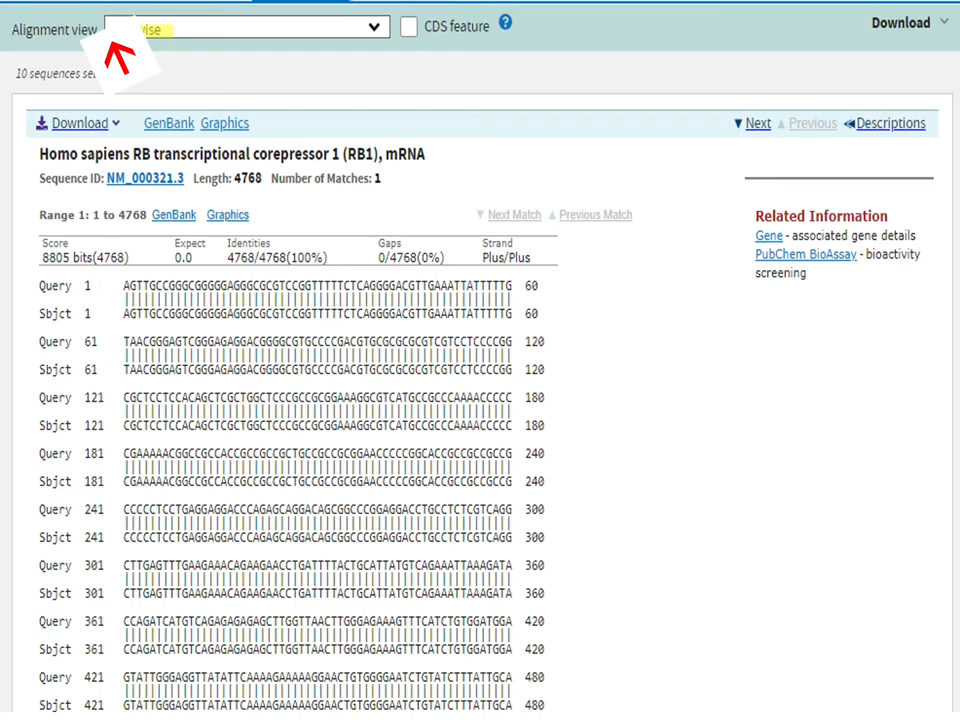 Alignment view CDS feature ? Download
10 sequences
Download GenBank Graphics Next Previous Descriptions
Homo sapiens RB transcriptional corepressor 1 (RB1), mRNA
Sequence ID: NM_000321.3 Length: 4768 Number of Matches: 1
Range 1: 1 to 4768 GenBank Graphics Next Match Previous Match
Related Information
Gene - associated gene details
PubChem BioAssay - bioactivity
screening
Score Expect Identities Gaps Strand
8805 bits(4768) 0.0 4768/4768(100%) 0/4768(0%) Plus/Plus
Query 1 AGTTGCCGGGCGGGGGAGGGCGCGTCCGGTTTTTCTCAGGGGACGTTGAAATTATTTTTG 60
Sbjct 1 AGTTGCCGGGCGGGGGAGGGCGCGTCCGGTTTTTCTCAGGGGACGTTGAAATTATTTTTG 60
Query 61 TAACGGGAGTCGGGAGAGGACGGGGCGTGCCCCGACGTGCGCGCGCGTCGTCCTCCCCGG 120
Sbjct 61 TAACGGGAGTCGGGAGAGGACGGGGCGTGCCCCGACGTGCGCGCGCGTCGTCCTCCCCGG 120
Query 121 CGCTCCTCCACAGCTCGCTGGCTCCCGCCGCGGAAAGGCGTCATGCCGCCCAAAACCCCC 180
Sbjct 121 CGCTCCTCCACAGCTCGCTGGCTCCCGCCGCGGAAAGGCGTCATGCCGCCCAAAACCCCC 180
Query 181 CGAAAAACGGCCGCCACCGCCGCCGCTGCCGCCGCGGAACCCCCGGCACCGCCGCCGCCG 240
Sbjct 181 CGAAAAACGGCCGCCACCGCCGCCGCTGCCGCCGCGGAACCCCCGGCACCGCCGCCGCCG 240
Query 241 CCCCCTCCTGAGGAGGACCCAGAGCAGGACAGCGGCCCGGAGGACCTGCCTCTCGTCAGG 300
Sbjct 241 CCCCCTCCTGAGGAGGACCCAGAGCAGGACAGCGGCCCGGAGGACCTGCCTCTCGTCAGG 300
Query 301 CTTGAGTTTGAAGAAACAGAAGAACCTGATTTTACTGCATTATGTCAGAAATTAAAGATA 360
Sbjct 301 CTTGAGTTTGAAGAAACAGAAGAACCTGATTTTACTGCATTATGTCAGAAATTAAAGATA 360
Query 361 CCAGATCATGTCAGAGAGAGAGCTTGGTTAACTTGGGAGAAAGTTTCATCTGTGGATGGA 420
Sbjct 361 CCAGATCATGTCAGAGAGAGAGCTTGGTTAACTTGGGAGAAAGTTTCATCTGTGGATGGA 420
Query 421 GTATTGGGAGGTTATATTCAAAAGAAAAAGGAACTGTGGGGAATCTGTATCTTTATTGCA 480
Sbjct 421 GTATTGGGAGGTTATATTCAAAAGAAAAAGGAACTGTGGGGAATCTGTATCTTTATTGCA 480